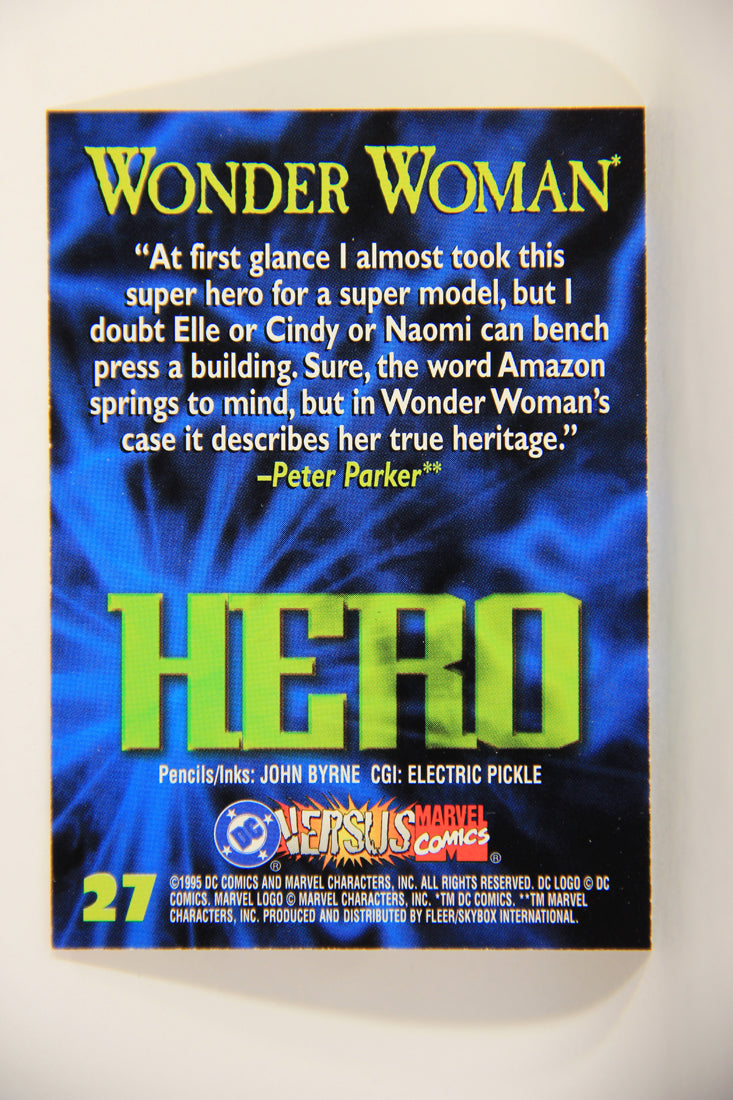 WONDER WOMAN*
“At first glance I almost took this
super hero for a super model, but I
doubt Elle or Cindy or Naomi can bench
press a building. Sure, the word Amazon
springs to mind, but in Wonder Woman’s
case it describes her true heritage.”
–Peter Parker**
HERO
Pencils/Inks: JOHN BYRNE CGI: ELECTRIC PICKLE
DC ® VERSUS MARVEL COMICS ®
27
©1995 DC COMICS AND MARVEL CHARACTERS, INC. ALL RIGHTS RESERVED. DC LOGO © DC
COMICS. MARVEL LOGO © MARVEL CHARACTERS, INC. *TM DC COMICS. **TM MARVEL
CHARACTERS, INC. PRODUCED AND DISTRIBUTED BY FLEER/SKYBOX INTERNATIONAL.